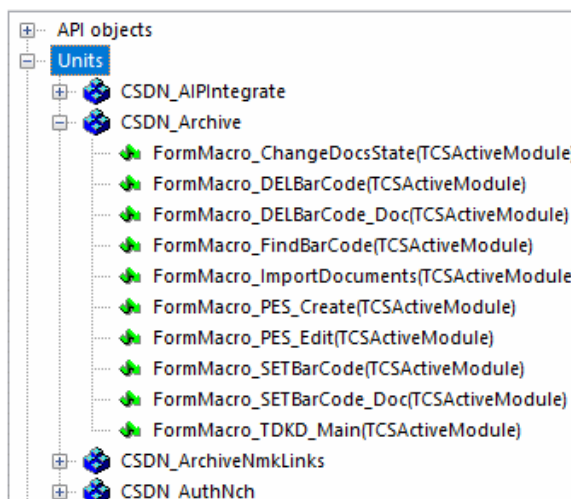 API objects
Units
CSDN_AIPIntegrate
CSDN_Archive
FormMacro_ChangeDocsState(TCSActiveModule)
FormMacro_DELBarCode(TCSActiveModule)
FormMacro_DELBarCode_Doc(TCSActiveModule)
FormMacro_FindBarCode(TCSActiveModule)
FormMacro_ImportDocuments(TCSActiveModule
FormMacro_PES_Create(TCSActiveModule)
FormMacro_PES_Edit(TCSActiveModule)
FormMacro_SETBarCode(TCSActiveModule)
FormMacro_SETBarCode_Doc(TCSActiveModule)
FormMacro_TDKD_Main(TCSActiveModule)
CSDN_ArchiveNmkLinks
CSDN_AuthNch